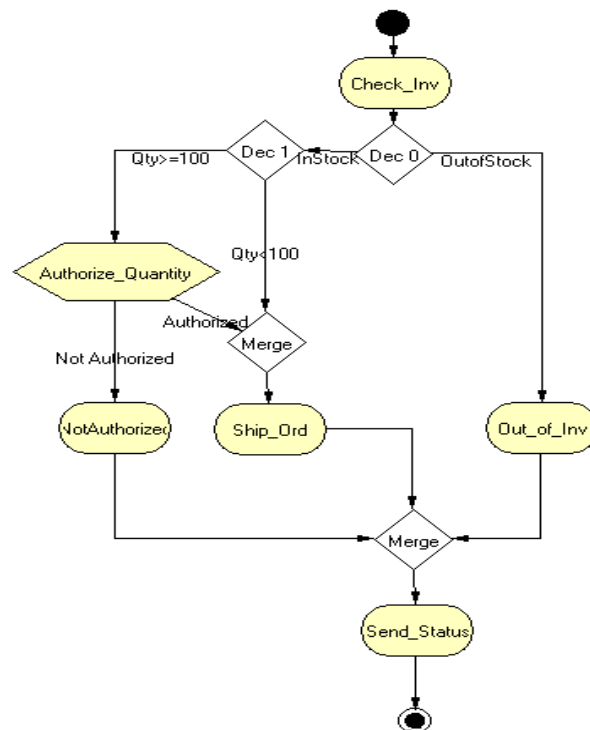 Check_Inv
Dec 1
InStock
Dec 0
Qty>=100
OutofStock
Qty<100
Authorize_Quantity
Authorized
Merge
Not Authorized
NotAuthorized
Ship_Ord
Out_of_Inv
Merge
Send_Status